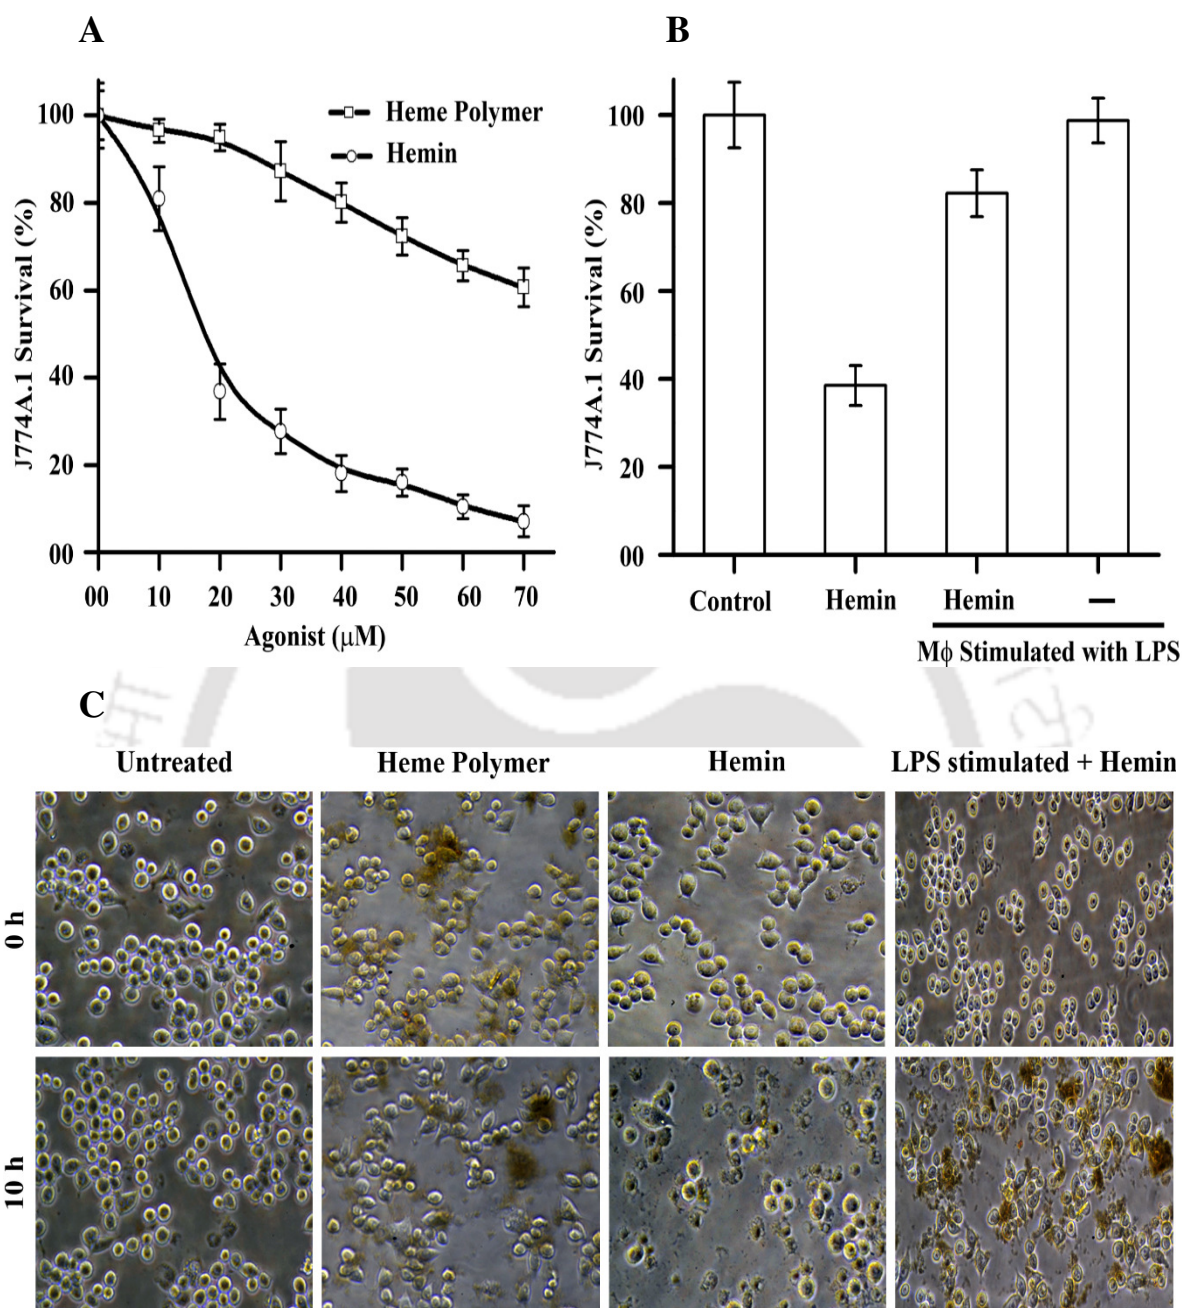 A
B
J774A.1 Survival (%)
100
80
60
40
20
00
Heme Polymer
Hemin
00 10 20 30 40 50 60 70
Agonist (μM)
J774A.1 Survival (%)
100
80
60
40
20
00
Control Hemin Hemin —
Mϕ Stimulated with LPS
C
Untreated Heme Polymer Hemin LPS stimulated + Hemin
0 h
10 h